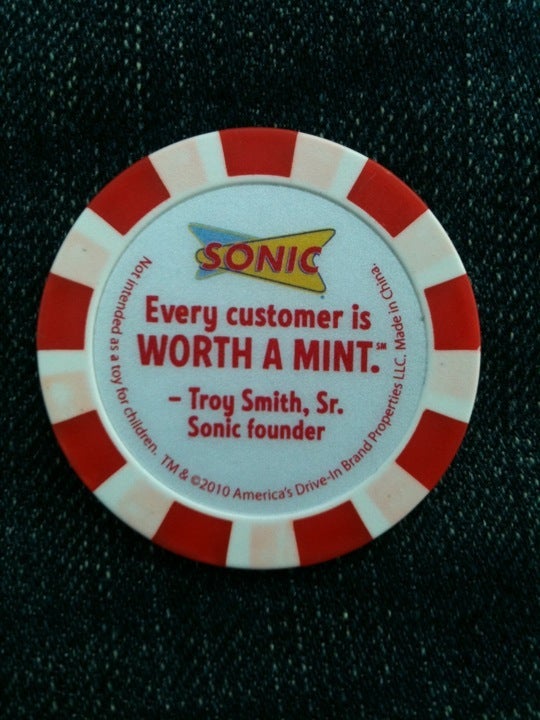 SONIC
Every customer is
WORTH A MINT.℠
– Troy Smith, Sr.
Sonic founder
Not intended as a toy for children. TM & ©2010 America's Drive-In Brand Properties LLC. Made in China.